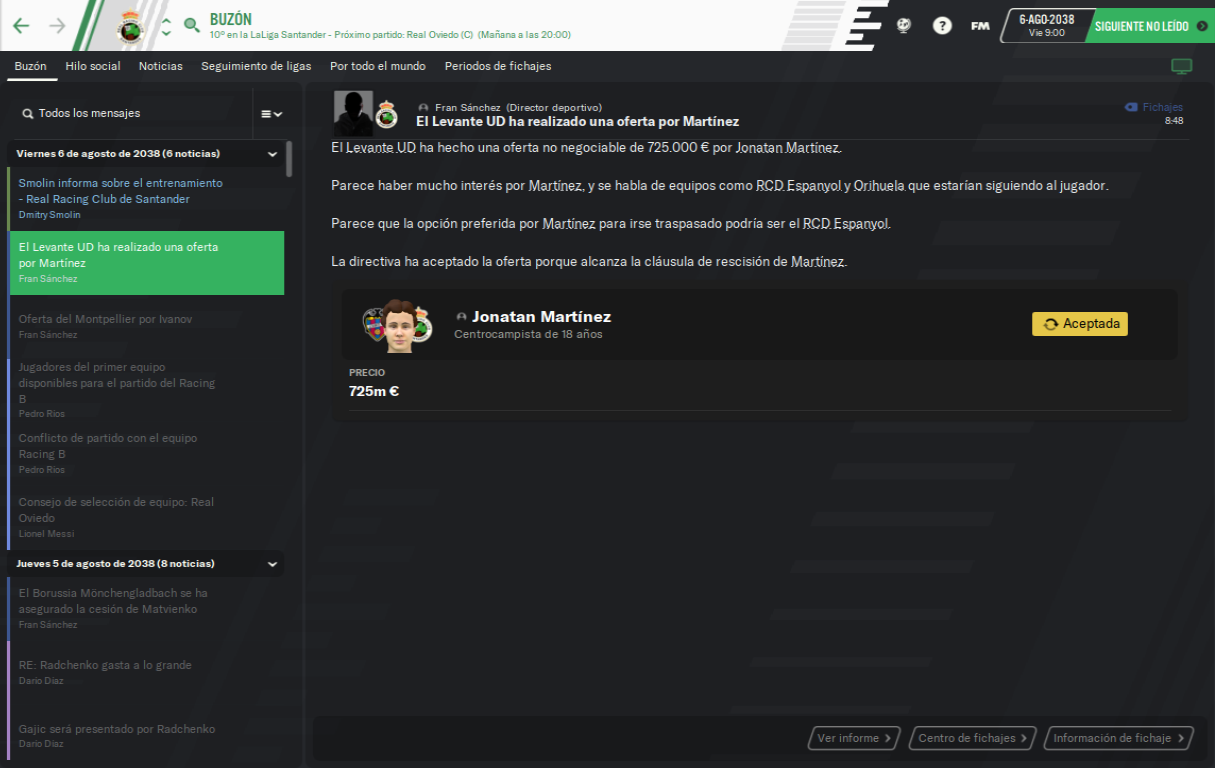 BUZÓN
10º en la LaLiga Santander - Próximo partido: Real Oviedo (C) (Mañana a las 20:00)
?
FM
6-AGO-2038
Vie 9:00
SIGUIENTE NO LEÍDO
Buzón
Hilo social
Noticias
Seguimiento de ligas
Por todo el mundo
Periodos de fichajes
Todos los mensajes
Viernes 6 de agosto de 2038 (6 noticias)
Smolin informa sobre el entrenamiento
- Real Racing Club de Santander
Dmitry Smolin
El Levante UD ha realizado una oferta
por Martínez
Fran Sánchez
Oferta del Montpellier por Ivanov
Fran Sánchez
Jugadores del primer equipo
disponibles para el partido del Racing
B
Pedro Rios
Conflicto de partido con el equipo
Racing B
Pedro Rios
Consejo de selección de equipo: Real
Oviedo
Lionel Messi
Jueves 5 de agosto de 2038 (8 noticias)
El Borussia Mönchengladbach se ha
asegurado la cesión de Matvienko
Fran Sánchez
RE: Radchenko gasta a lo grande
Darío Díaz
Gajic será presentado por Radchenko
Darío Díaz
Fran Sánchez (Director deportivo)
El Levante UD ha realizado una oferta por Martínez
Fichajes
8:48
El Levante UD ha hecho una oferta no negociable de 725.000 € por Jonatan Martínez.
Parece haber mucho interés por Martínez, y se habla de equipos como RCD Espanyol y Orihuela que estarían siguiendo al jugador.
Parece que la opción preferida por Martínez para irse traspasado podría ser el RCD Espanyol.
La directiva ha aceptado la oferta porque alcanza la cláusula de rescisión de Martínez.
Jonatan Martínez
Centrocampista de 18 años
Aceptada
PRECIO
725m €
Ver informe
Centro de fichajes
Información de fichaje